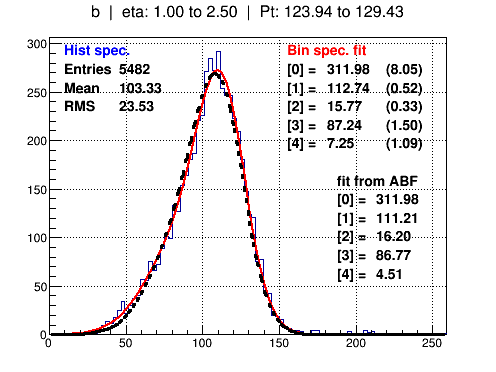 b | eta: 1.00 to 2.50 | Pt: 123.94 to 129.43
Hist spec.
Entries 5482
Mean 103.33
RMS 23.53
Bin spec. fit
[0] = 311.98 (8.05)
[1] = 112.74 (0.52)
[2] = 15.77 (0.33)
[3] = 87.24 (1.50)
[4] = 7.25 (1.09)
fit from ABF
[0] = 311.98
[1] = 111.21
[2] = 16.20
[3] = 86.77
[4] = 4.51
300
250
200
150
100
50
0
0 50 100 150 200 250